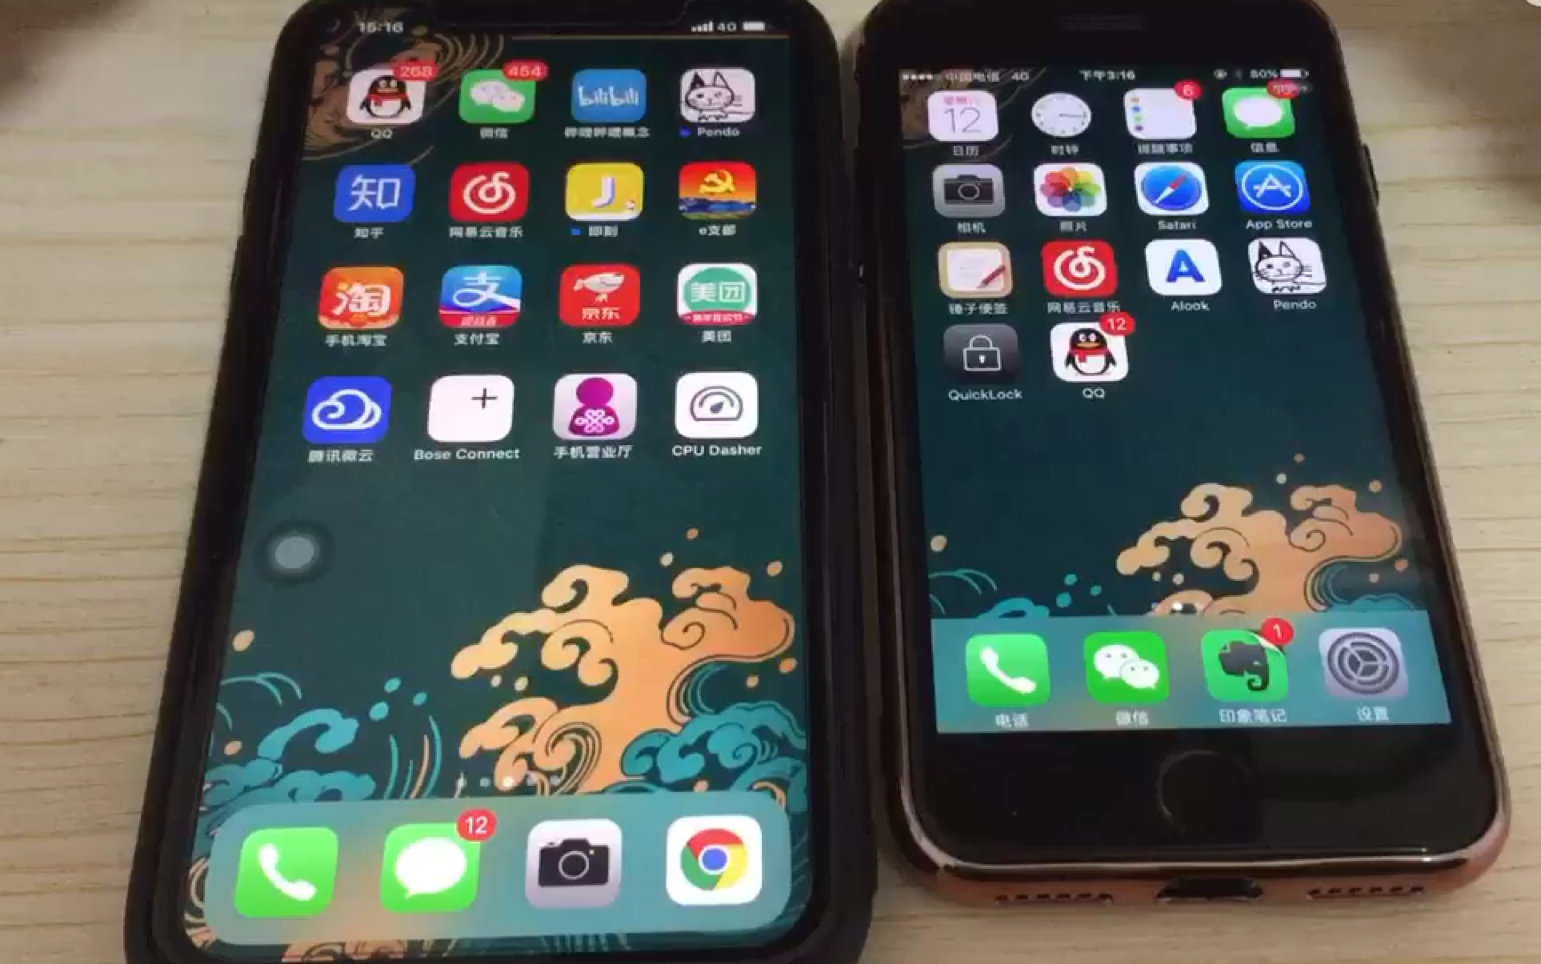 15:16
4G
268
454
QQ
微信
bilibili
哔哩哔哩概念
Pendo
知
知乎
网易云音乐
J
即刻
e支部
淘
手机淘宝
支
支付宝
京东
京东
美团
美团
腾讯微云
Bose Connect
手机营业厅
CPU Dasher
12
中国电信 4G
下午3:16
80%
12
日历
时钟
6
提醒事项
信息
相机
照片
Safari
App Store
锤子便签
网易云音乐
A
Alook
Pendo
QuickLock
12
QQ
电话
微信
1
印象笔记
设置